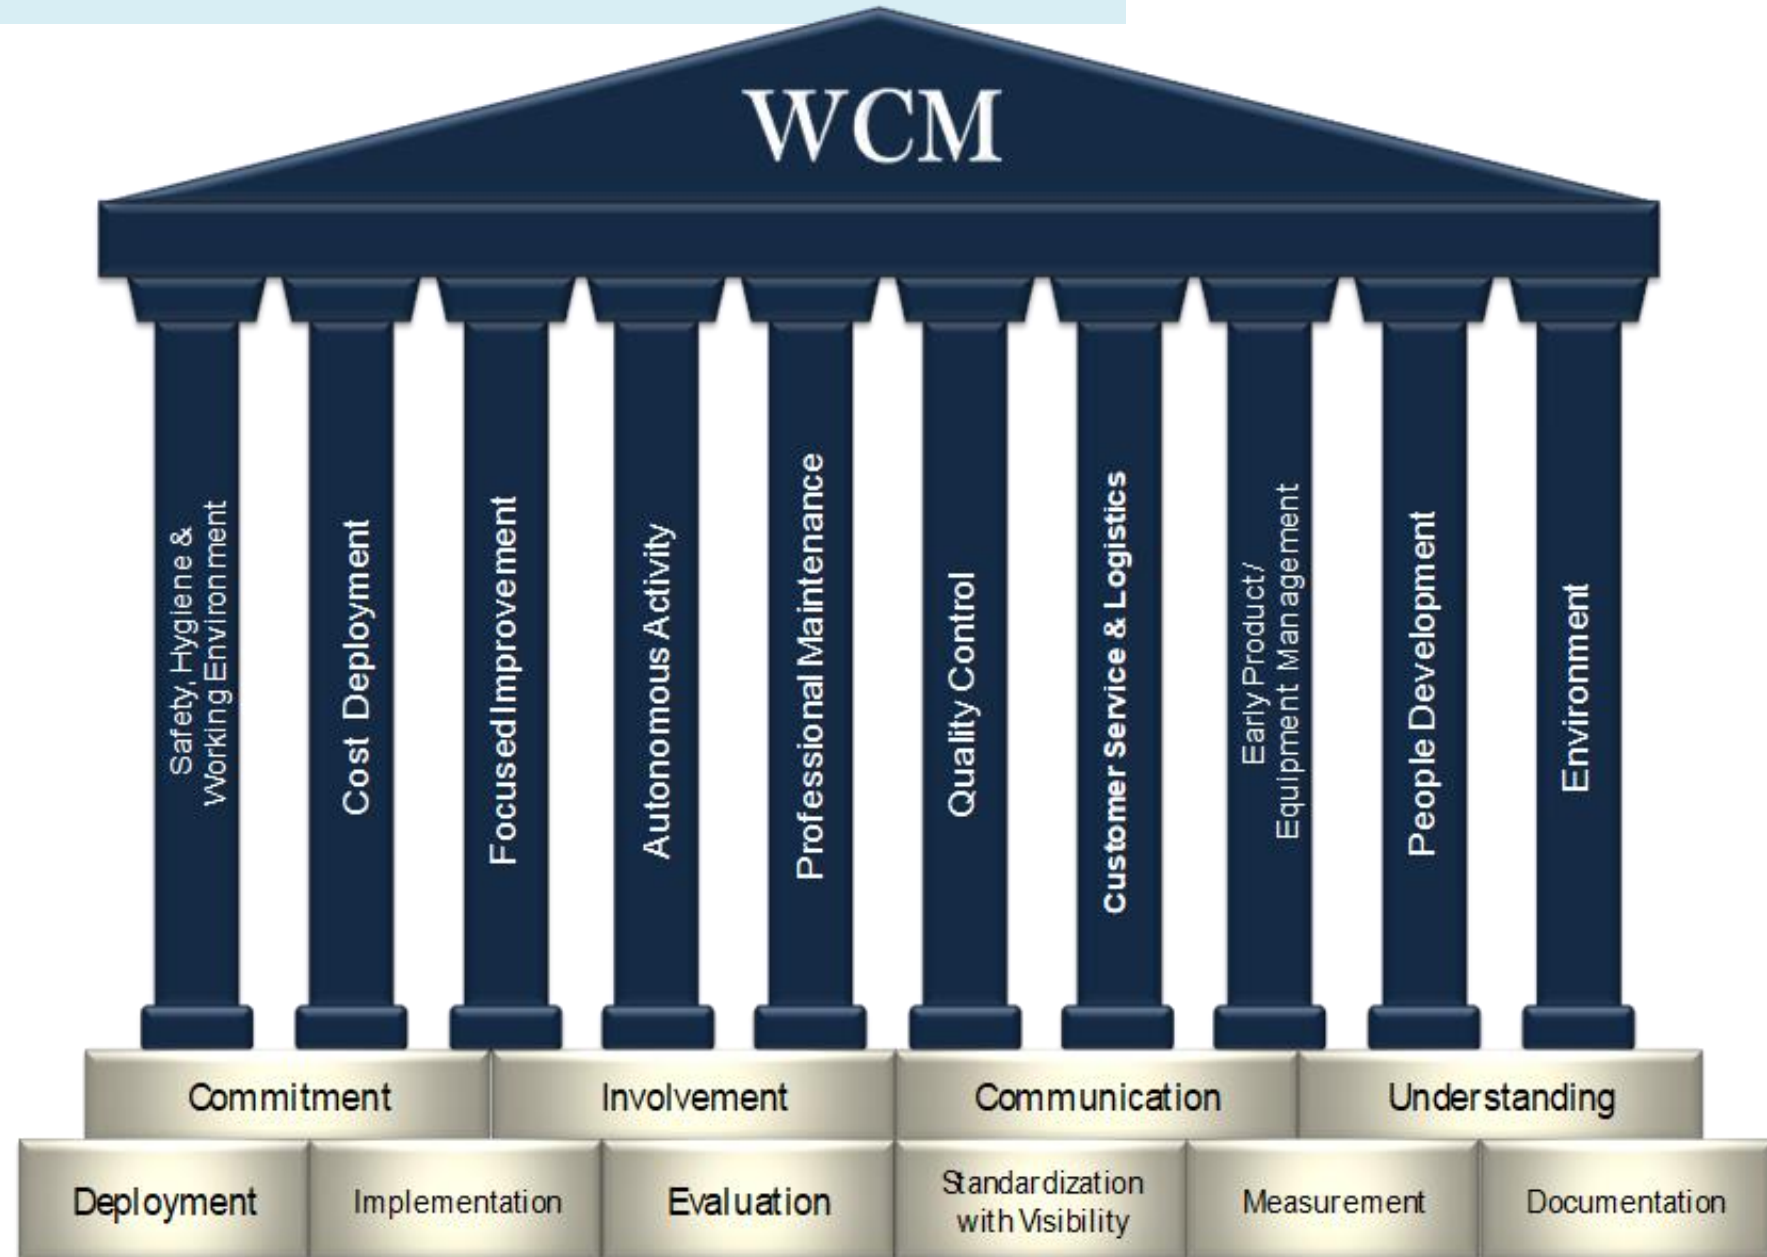 WCM
Safety, Hygiene &
Working Environment
Cost Deployment
Focused Improvement
Autonomous Activity
Professional Maintenance
Quality Control
Customer Service & Logistics
Early Product/
Equipment Management
People Development
Environment
Commitment
Involvement
Communication
Understanding
Deployment
Implementation
Evaluation
Standardization
with Visibility
Measurement
Documentation